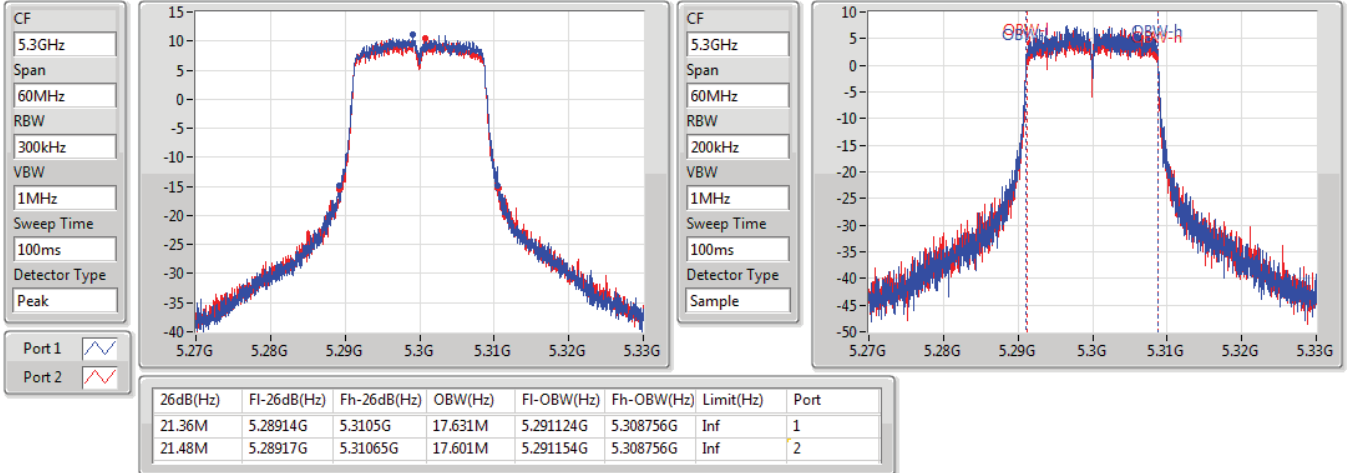 CF
5.3GHz
Span
60MHz
RBW
300kHz
VBW
1MHz
Sweep Time
100ms
Detector Type
Peak
15
10
5
0
-5
-10
-15
-20
-25
-30
-35
-40
5.27G 5.28G 5.29G 5.3G 5.31G 5.32G 5.33G
CF
5.3GHz
Span
60MHz
RBW
200kHz
VBW
1MHz
Sweep Time
100ms
Detector Type
Sample
10
5
0
-5
-10
-15
-20
-25
-30
-35
-40
-45
-50
OBW-l OBW-h
OBW-l OBW-h
5.27G 5.28G 5.29G 5.3G 5.31G 5.32G 5.33G
Port 1
Port 2
26dB(Hz) Fl-26dB(Hz) Fh-26dB(Hz) OBW(Hz) Fl-OBW(Hz) Fh-OBW(Hz) Limit(Hz) Port
21.36M 5.28914G 5.3105G 17.631M 5.291124G 5.308756G Inf 1
21.48M 5.28917G 5.31065G 17.601M 5.291154G 5.308756G Inf 2